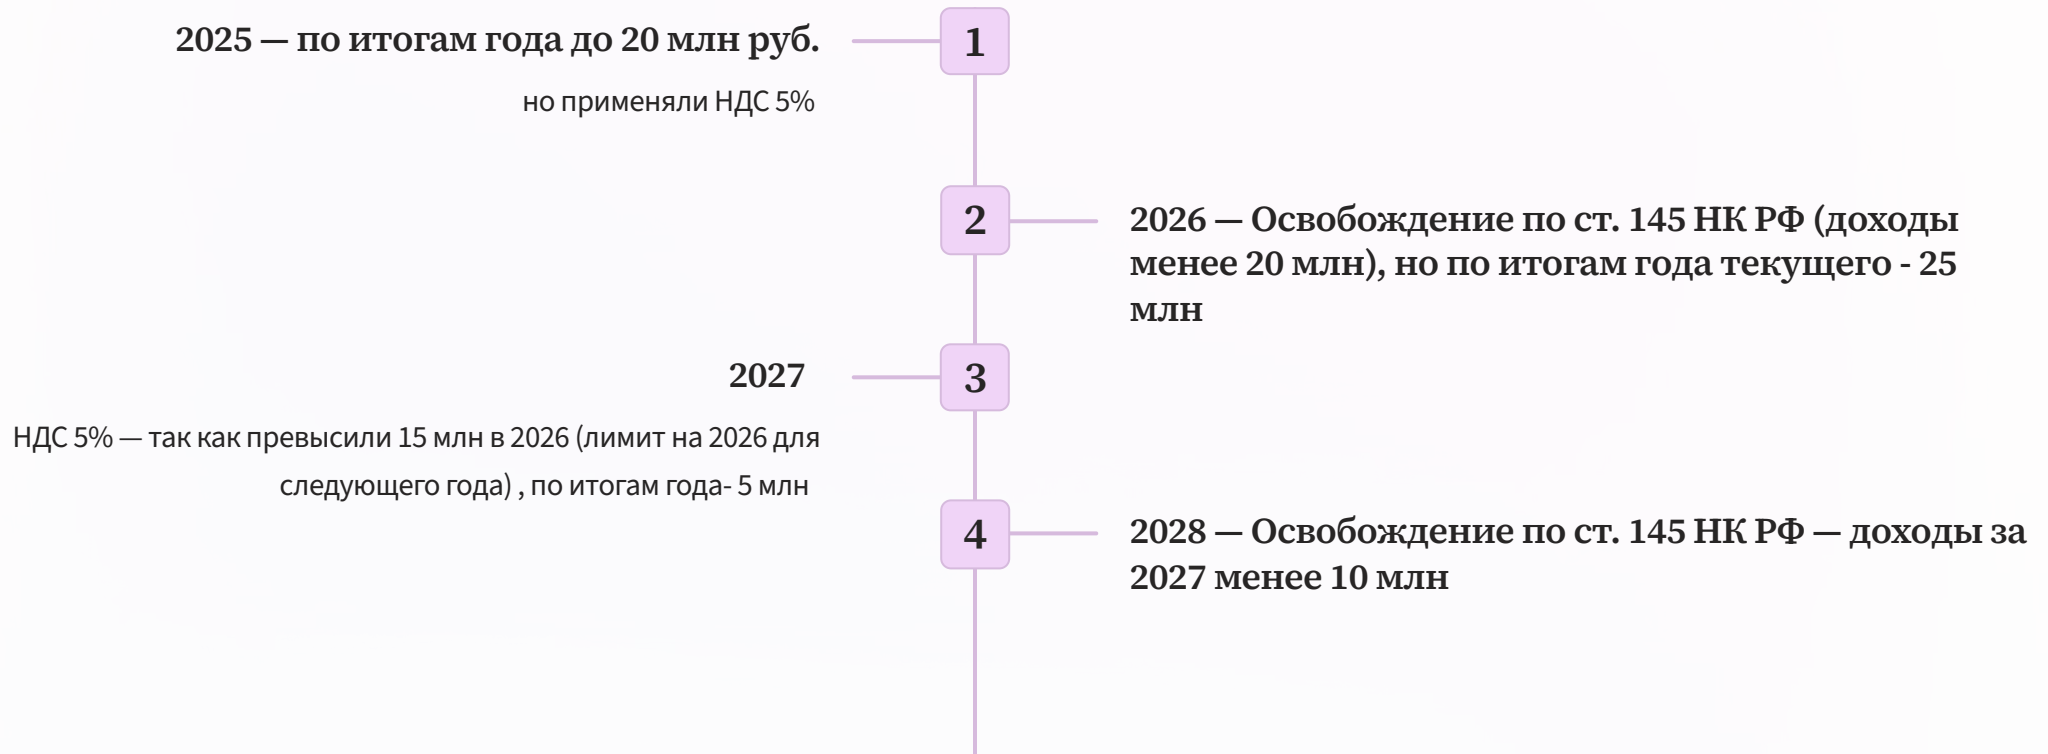 2025 — по итогам года до 20 млн руб.
1
но применяли НДС 5%
2
2026 — Освобождение по ст. 145 НК РФ (доходы
менее 20 млн), но по итогам года текущего - 25
млн
2027
3
НДС 5% — так как превысили 15 млн в 2026 (лимит на 2026 для
следующего года) , по итогам года- 5 млн
4
2028 — Освобождение по ст. 145 НК РФ — доходы за
2027 менее 10 млн